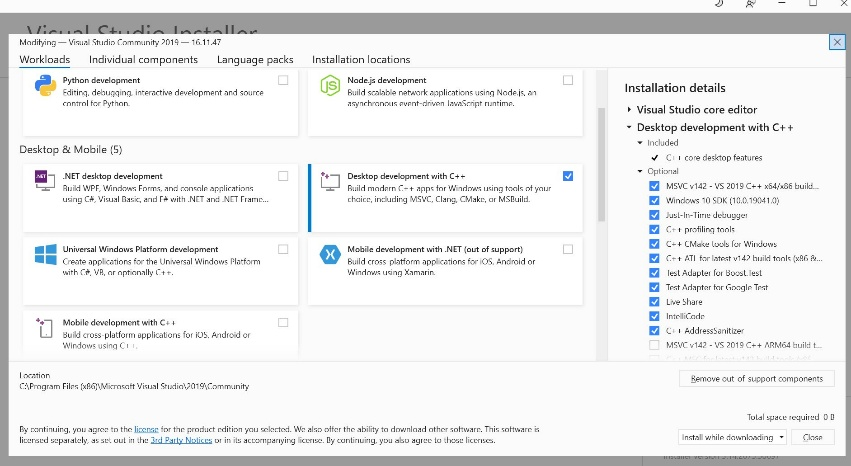 Visual Studio Installer
Modifying — Visual Studio Community 2019 — 16.11.47
Workloads
Individual components
Language packs
Installation locations
Python development
Editing, debugging, interactive development and source
control for Python.
Node.js development
Build scalable network applications using Node.js, an
asynchronous event-driven JavaScript runtime.
Desktop & Mobile (5)
.NET desktop development
Build WPF, Windows Forms, and console applications
using C#, Visual Basic, and F# with .NET and .NET Frame...
Desktop development with C++
Build modern C++ apps for Windows using tools of your
choice, including MSVC, Clang, CMake, or MSBuild.
Universal Windows Platform development
Create applications for the Universal Windows Platform
with C#, VB, or optionally C++.
Mobile development with .NET (out of support)
Build cross-platform applications for iOS, Android or
Windows using Xamarin.
Mobile development with C++
Build cross-platform applications for iOS, Android or
Windows using C++.
Installation details
Visual Studio core editor
Desktop development with C++
Included
C++ core desktop features
Optional
MSVC v142 - VS 2019 C++ x64/x86 build...
Windows 10 SDK (10.0.19041.0)
Just-In-Time debugger
C++ profiling tools
C++ CMake tools for Windows
C++ ATL for latest v142 build tools (x86 &...
Test Adapter for Boost.Test
Test Adapter for Google Test
Live Share
IntelliCode
C++ AddressSanitizer
MSVC v142 - VS 2019 C++ ARM64 build t...
Location
C:\Program Files (x86)\Microsoft Visual Studio\2019\Community
Remove out-of-support components
Total space required 0 B
By continuing, you agree to the license for the product edition you selected. We also offer the ability to download other software. This software is
licensed separately, as set out in the 3rd Party Notices or in its accompanying license. By continuing, you also agree to those licenses.
Install while downloading
Close